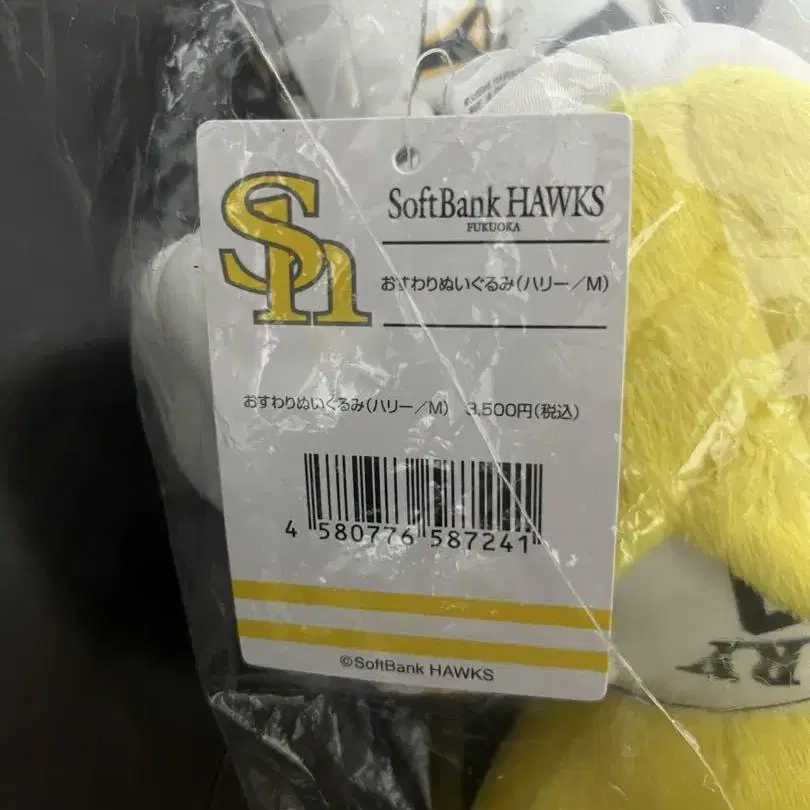 Sh
SoftBank HAWKS
FUKUOKA
おすわりぬいぐるみ(ハリー/M)
おすわりぬいぐるみ(ハリー/M) 3,500円(税込)
4 580776 587241
©SoftBank HAWKS